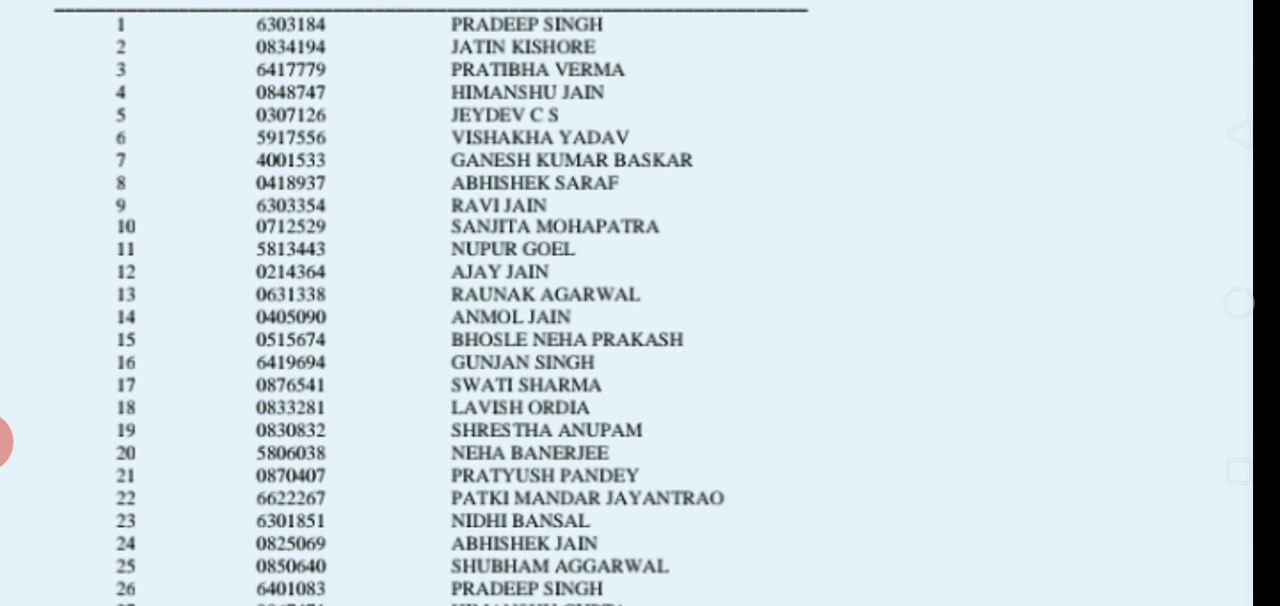 1 6303184 PRADEEP SINGH
2 0834194 JATIN KISHORE
3 6417779 PRATIBHA VERMA
4 0848747 HIMANSHU JAIN
5 0307126 JEYDEV C S
6 5917556 VISHAKHA YADAV
7 4001533 GANESH KUMAR BASKAR
8 0418937 ABHISHEK SARAF
9 6303354 RAVI JAIN
10 0712529 SANJITA MOHAPATRA
11 5813443 NUPUR GOEL
12 0214364 AJAY JAIN
13 0631338 RAUNAK AGARWAL
14 0405090 ANMOL JAIN
15 0515674 BHOSLE NEHA PRAKASH
16 6419694 GUNJAN SINGH
17 0876541 SWATI SHARMA
18 0833281 LAVISH ORDIA
19 0830832 SHRESTHA ANUPAM
20 5806038 NEHA BANERJEE
21 0870407 PRATYUSH PANDEY
22 6622267 PATKI MANDAR JAYANTRAO
23 6301851 NIDHI BANSAL
24 0825069 ABHISHEK JAIN
25 0850640 SHUBHAM AGGARWAL
26 6401083 PRADEEP SINGH